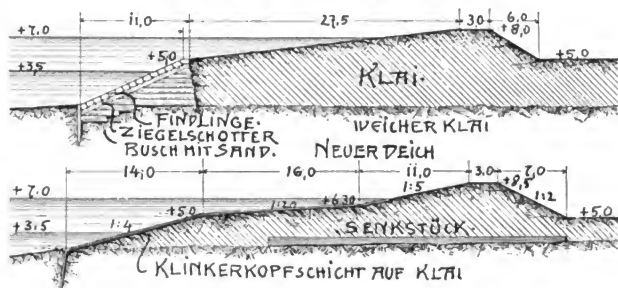 11,0 27,5 3,0 6,0
+7,0 +8,0
+5,0 +5,0
+3,5
KLAI.
FINDLINGE.
ZIEGELSCHOTTER
BUSCH MIT SAND.
WEICHER KLAI
NEUER DEICH
14,0 16,0 11,0 3,0 7,0
+7,0 +5,0 1:20 +6.30 1:5 +8,5 1:2
+5,0
+3,5 1:4 SENKSTÜCK.
KLINKERKOPFSCHICHT AUF KLAI